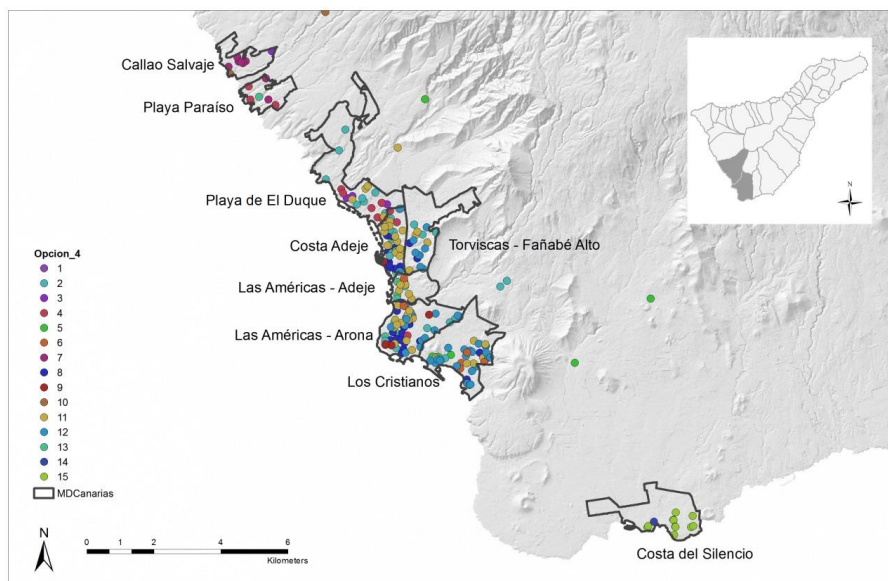 Callao Salvaje
Playa Paraíso
Playa de El Duque
Costa Adeje
Torviscas - Fañabé Alto
Las Américas - Adeje
Las Américas - Arona
Los Cristianos
Costa del Silencio
N
Opcion_4
1
2
3
4
5
6
7
8
9
10
11
12
13
14
15
MDCanarias
N
0 1 2 4 6
Kilometers